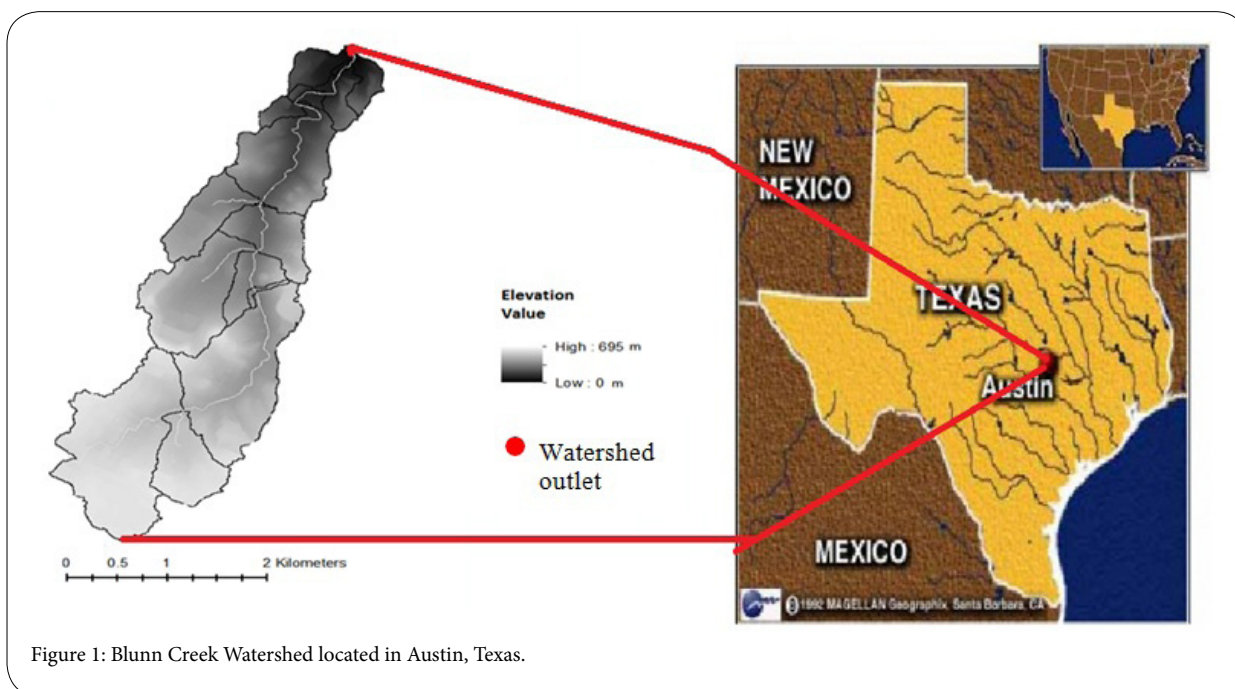 NEW
MEXICO
TEXAS
Austin
MEXICO
© 1992 MAGELLAN Geographix, Santa Barbara, CA
Elevation
Value
High : 695 m
Low : 0 m
Watershed
outlet
0 0.5 1 2 Kilometers
Figure 1: Blunn Creek Watershed located in Austin, Texas.